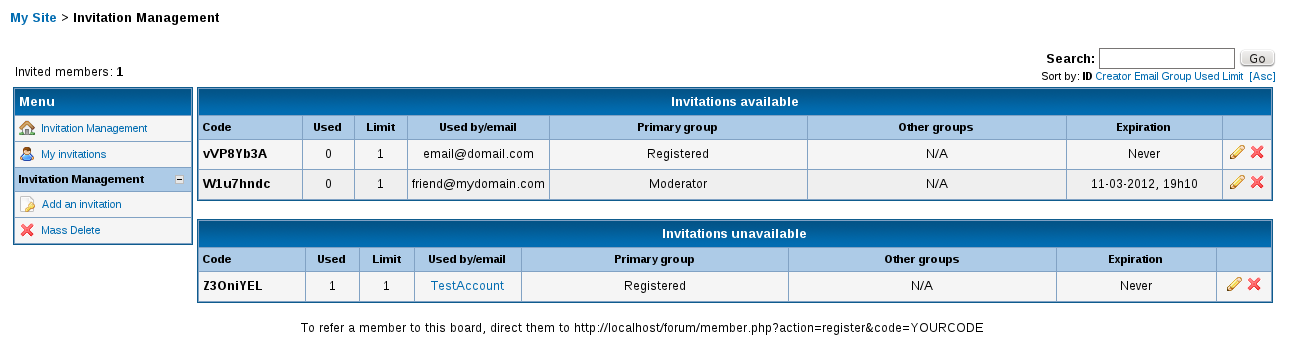 My Site > Invitation Management
Search: Go
Invited members: 1
Sort by: ID Creator Email Group Used Limit [Asc]
Menu
Invitation Management
My invitations
Invitation Management
Add an invitation
Mass Delete
Invitations available
Code Used Limit Used by/email Primary group Other groups Expiration
vVP8Yb3A 0 1 email@domail.com Registered N/A Never
W1u7hndc 0 1 friend@mydomain.com Moderator N/A 11-03-2012, 19h10
Invitations unavailable
Code Used Limit Used by/email Primary group Other groups Expiration
Z3OniYEL 1 1 TestAccount Registered N/A Never
To refer a member to this board, direct them to http://localhost/forum/member.php?action=register&code=YOURCODE